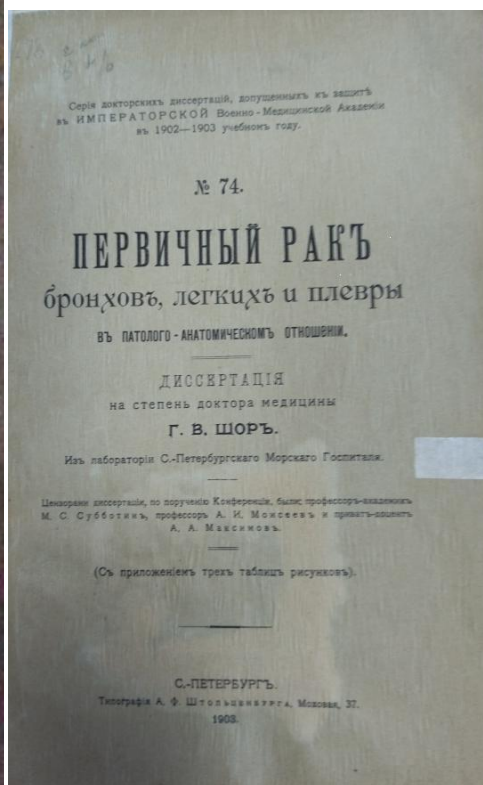 Серія докторскихъ диссертацій, допущенныхъ къ защитѣ
въ ИМПЕРАТОРСКОЙ Военно-Медицинской Академіи
въ 1902—1903 учебномъ году.
№ 74.
ПЕРВИЧНЫЙ РАКЪ
бронховъ, легкихъ и плевры
ВЪ ПАТОЛОГО-АНАТОМИЧЕСКОМЪ ОТНОШЕНІИ.
ДИССЕРТАЦІЯ
на степень доктора медицины
Г. В. ШОРЪ.
Изъ лабораторіи С.-Петербургскаго Морскаго Госпиталя.
Цензорами диссертаціи, по порученію Конференціи, были: профессоръ-академикъ
М. С. Субботинъ, профессоръ А. И. Моисеевъ и приватъ-доцентъ
А. А. Максимовъ.
(Съ приложеніемъ трехъ таблицъ рисунковъ).
С.-ПЕТЕРБУРГЪ.
Типографія А. Ф. Штольценбурга, Моховая, 37.
1903.